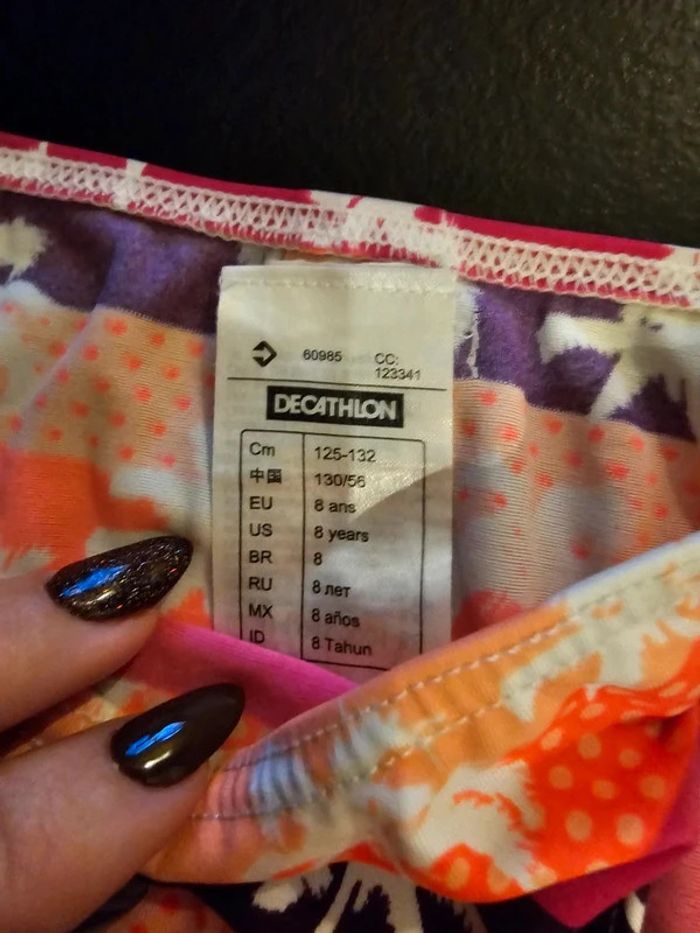 60985 CC:
123341
DECATHLON
Cm 125-132
中国 130/56
EU 8 ans
US 8 years
BR 8
RU 8 лет
MX 8 años
ID 8 Tahun